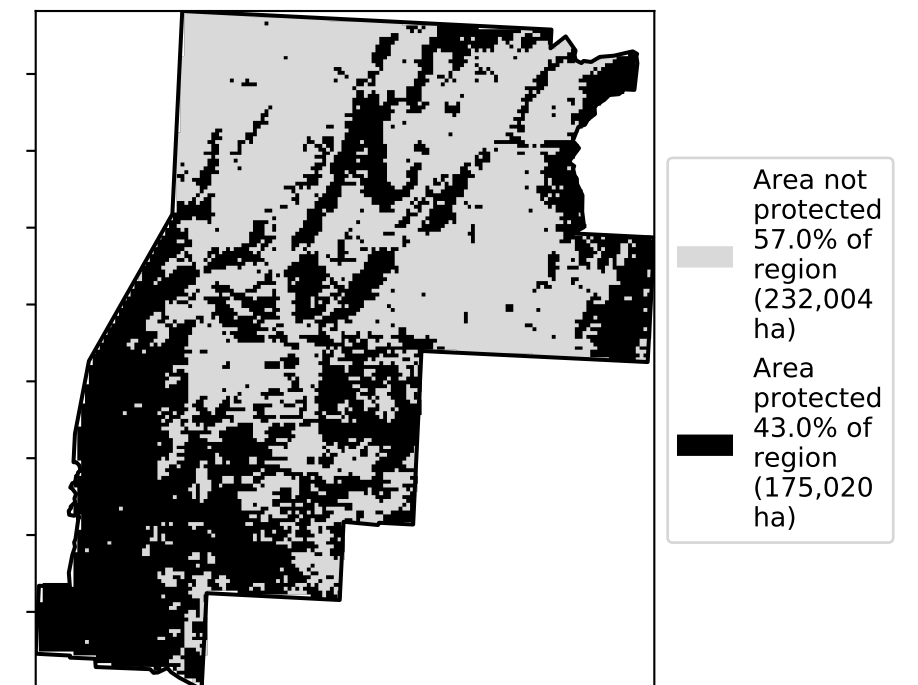 Area not
protected
57.0% of
region
(232,004
ha)
Area
protected
43.0% of
region
(175,020
ha)